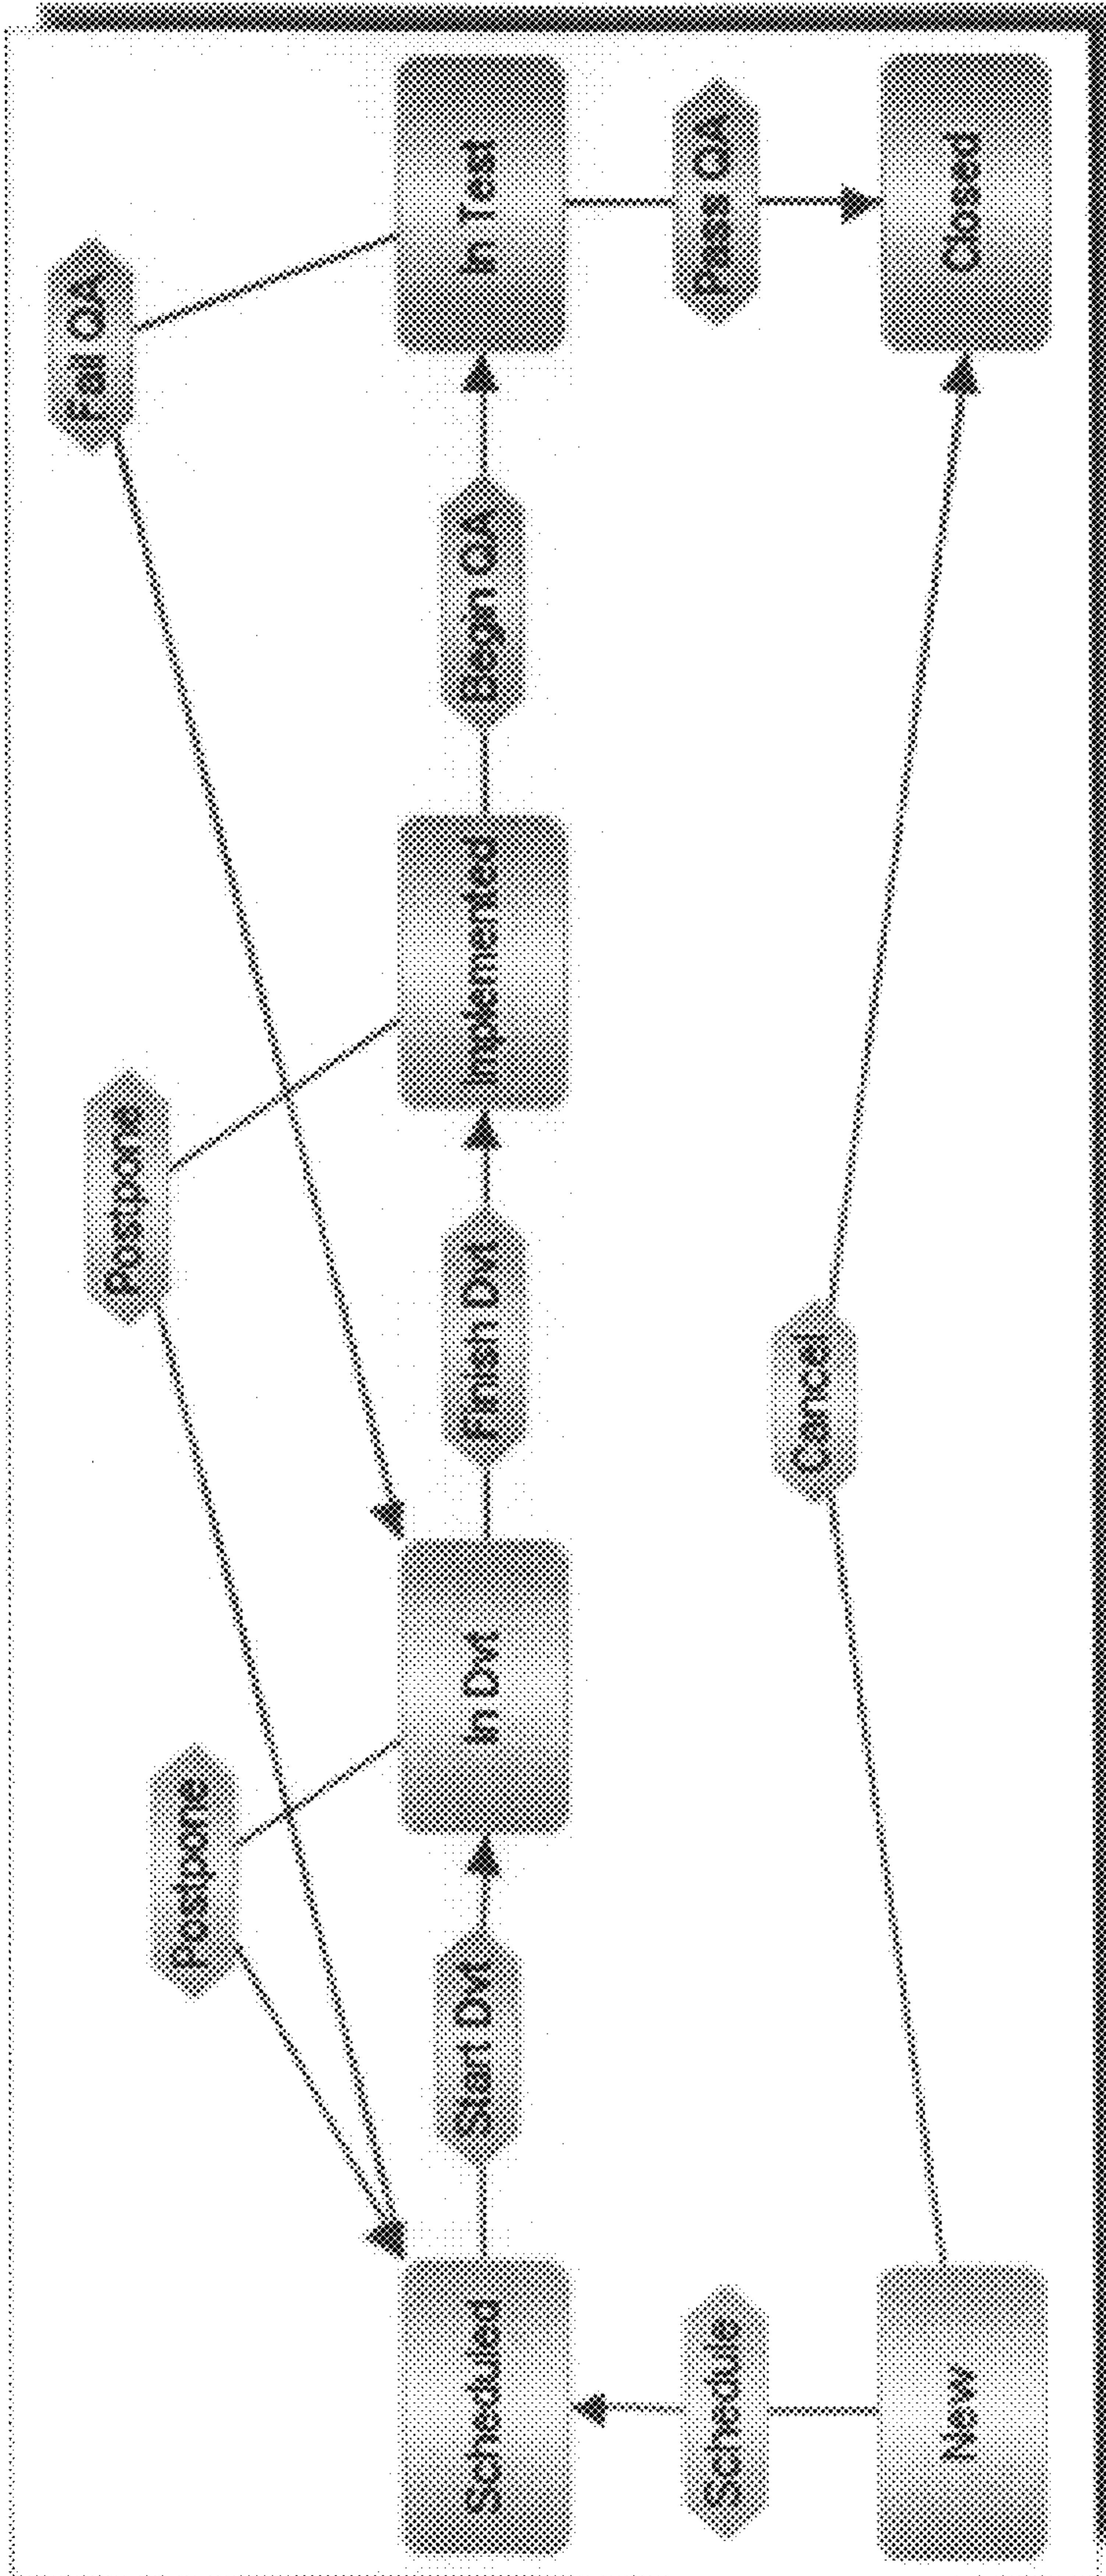 Fail QA
Postpone
Postpone
Scheduled
Start Dvt
In Dvt
Finish Dvt
Implemented
Begin QA
In Test
Schedule
Cancel
Pass QA
New
Closed